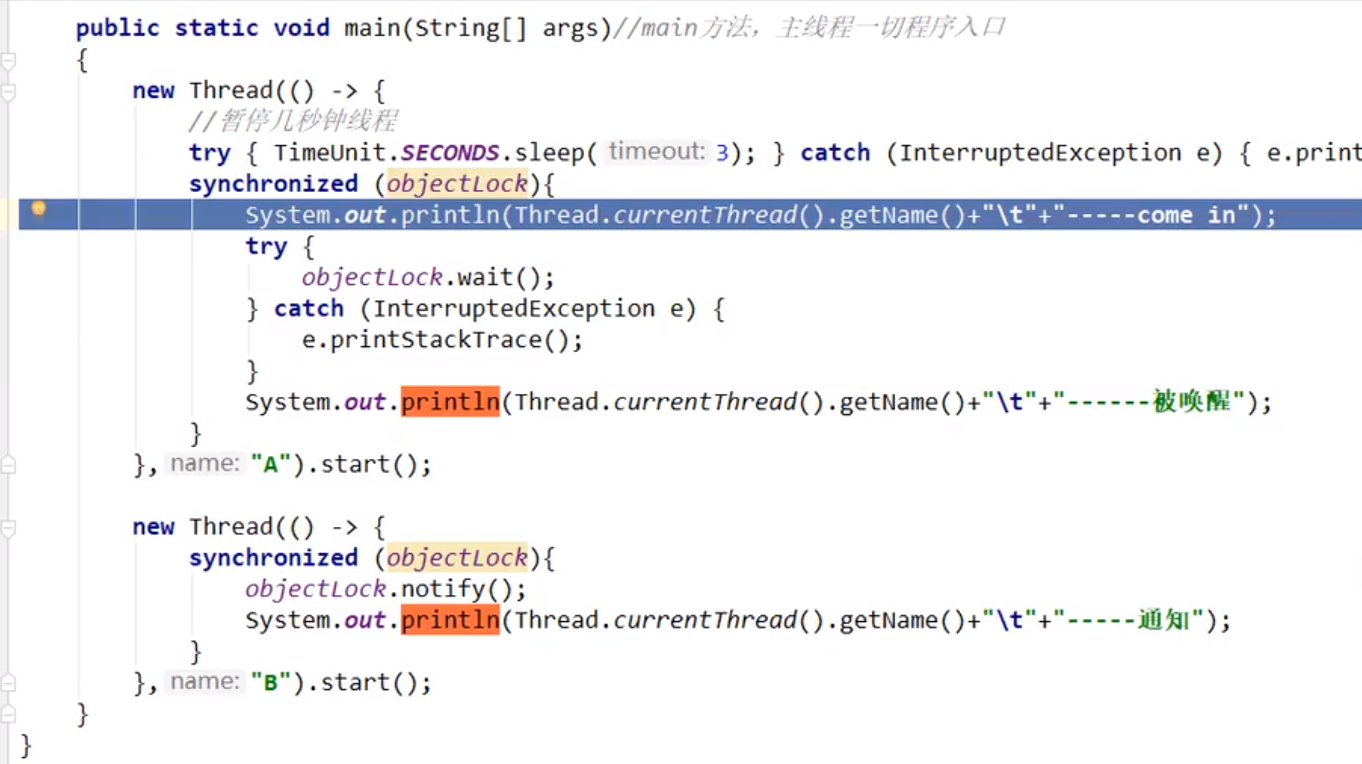 public static void main(String[] args)//main方法，主线程一切程序入口
{
new Thread(() -> {
//暂停几秒钟线程
try { TimeUnit.SECONDS.sleep( timeout: 3); } catch (InterruptedException e) { e.print
synchronized (objectLock){
System.out.println(Thread.currentThread().getName()+"\t"+"-----come in");
try {
objectLock.wait();
} catch (InterruptedException e) {
e.printStackTrace();
}
System.out.println(Thread.currentThread().getName()+"\t"+"------被唤醒");
}
}, name: "A").start();
new Thread(() -> {
synchronized (objectLock){
objectLock.notify();
System.out.println(Thread.currentThread().getName()+"\t"+"-----通知");
}
}, name: "B").start();
}
}